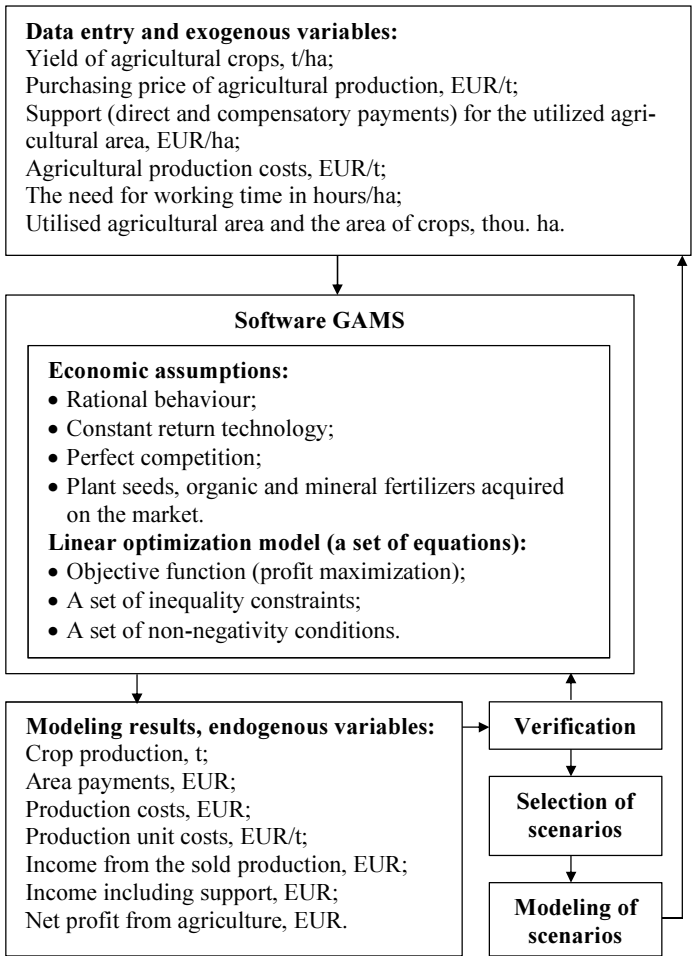 Data entry and exogenous variables:
Yield of agricultural crops, t/ha;
Purchasing price of agricultural production, EUR/t;
Support (direct and compensatory payments) for the utilized agri-
cultural area, EUR/ha;
Agricultural production costs, EUR/t;
The need for working time in hours/ha;
Utilised agricultural area and the area of crops, thou. ha.
Software GAMS
Economic assumptions:
• Rational behaviour;
• Constant return technology;
• Perfect competition;
• Plant seeds, organic and mineral fertilizers acquired
on the market.
Linear optimization model (a set of equations):
• Objective function (profit maximization);
• A set of inequality constraints;
• A set of non-negativity conditions.
Modeling results, endogenous variables:
Crop production, t;
Area payments, EUR;
Production costs, EUR;
Production unit costs, EUR/t;
Income from the sold production, EUR;
Income including support, EUR;
Net profit from agriculture, EUR.
Verification
Selection of
scenarios
Modeling of
scenarios